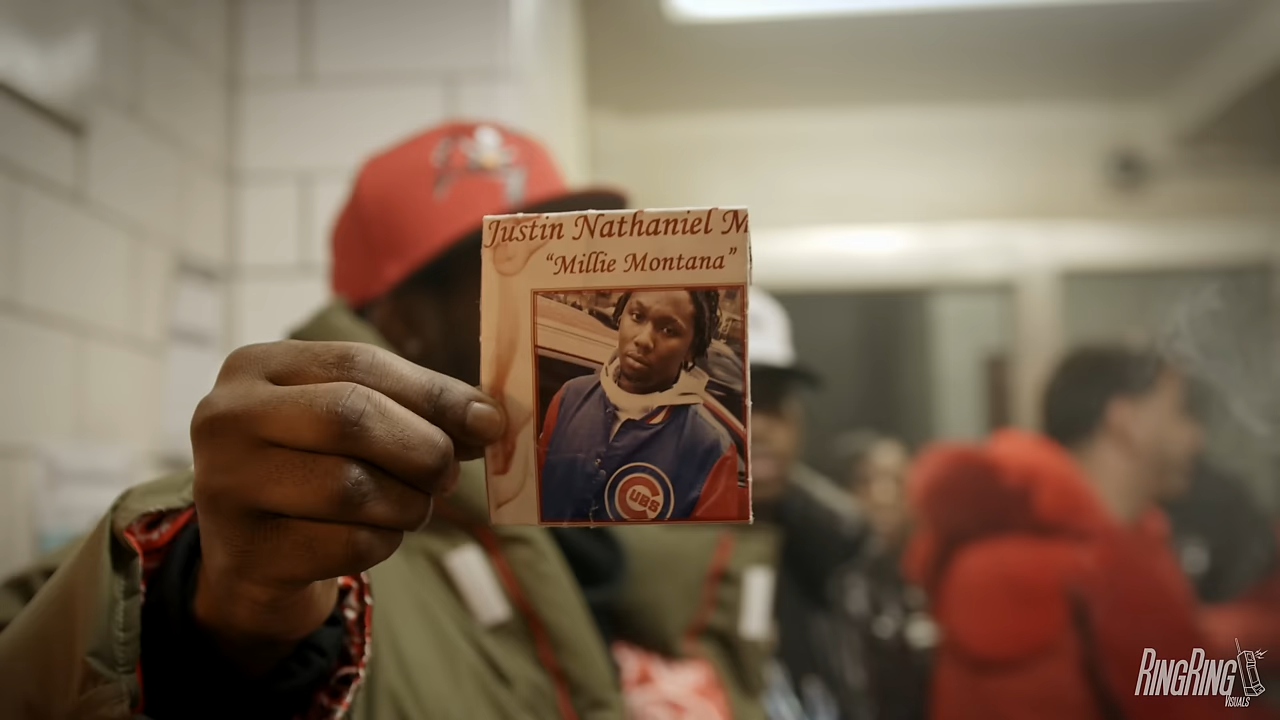 Justin Nathaniel M
"Millie Montana"
CUBS
RINGRING
VISUALS